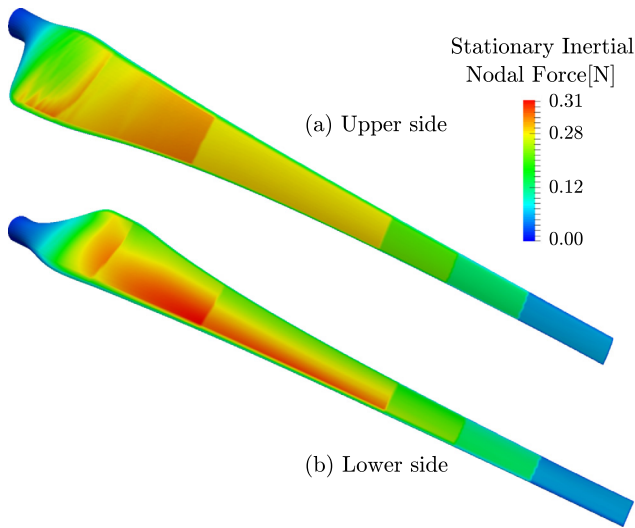 Stationary Inertial
Nodal Force[N]
0.31
0.28
0.12
0.00
(a) Upper side
(b) Lower side